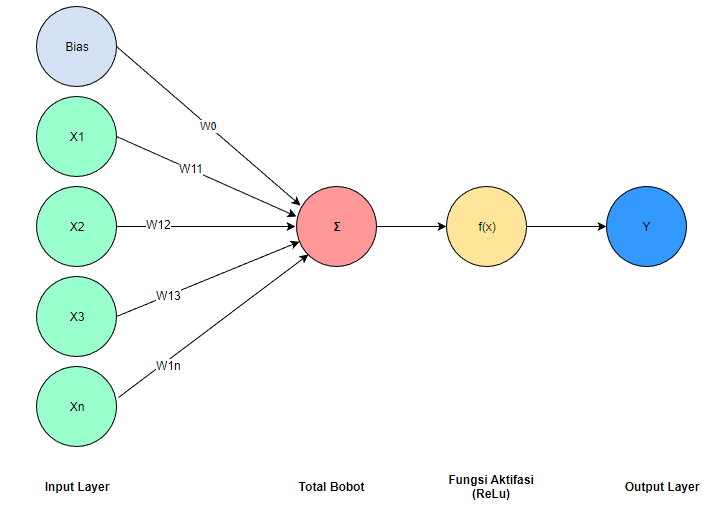 Bias
W0
X1
W11
X2
W12
Σ
f(x)
Y
X3
W13
W1n
Xn
Input Layer
Total Bobot
Fungsi Aktifasi
(ReLu)
Output Layer